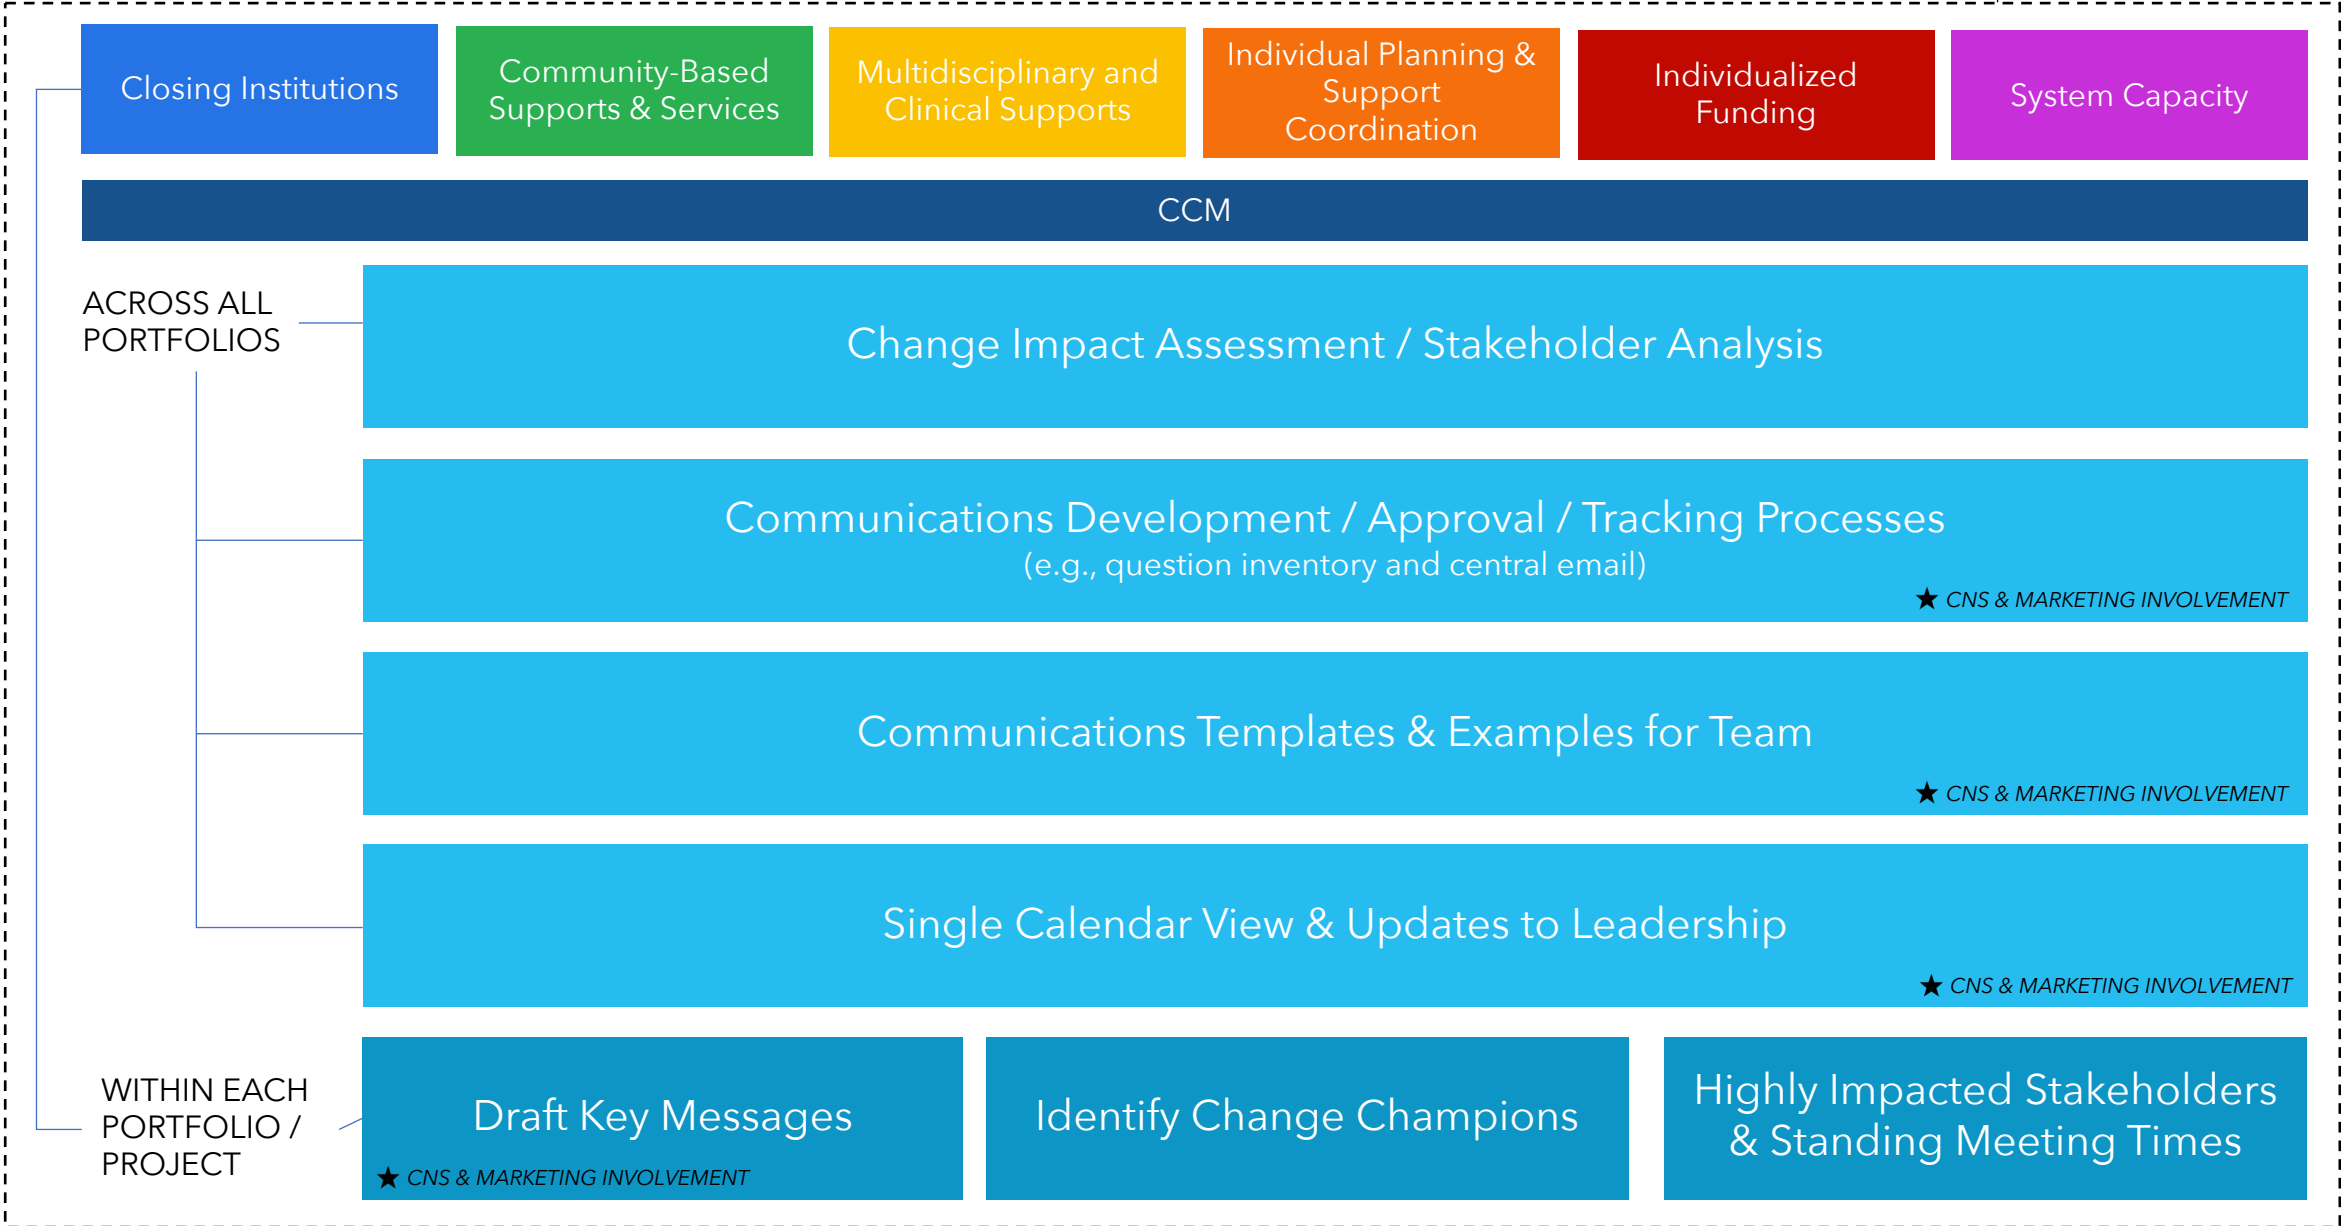 Closing Institutions
Community-Based
Supports & Services
Multidisciplinary and
Clinical Supports
Individual Planning &
Support
Coordination
Individualized
Funding
System Capacity
CCM
ACROSS ALL
PORTFOLIOS
Change Impact Assessment / Stakeholder Analysis
Communications Development / Approval / Tracking Processes
(e.g., question inventory and central email)
★ CNS & MARKETING INVOLVEMENT
Communications Templates & Examples for Team
★ CNS & MARKETING INVOLVEMENT
Single Calendar View & Updates to Leadership
★ CNS & MARKETING INVOLVEMENT
WITHIN EACH
PORTFOLIO /
PROJECT
Draft Key Messages
★ CNS & MARKETING INVOLVEMENT
Identify Change Champions
Highly Impacted Stakeholders
& Standing Meeting Times